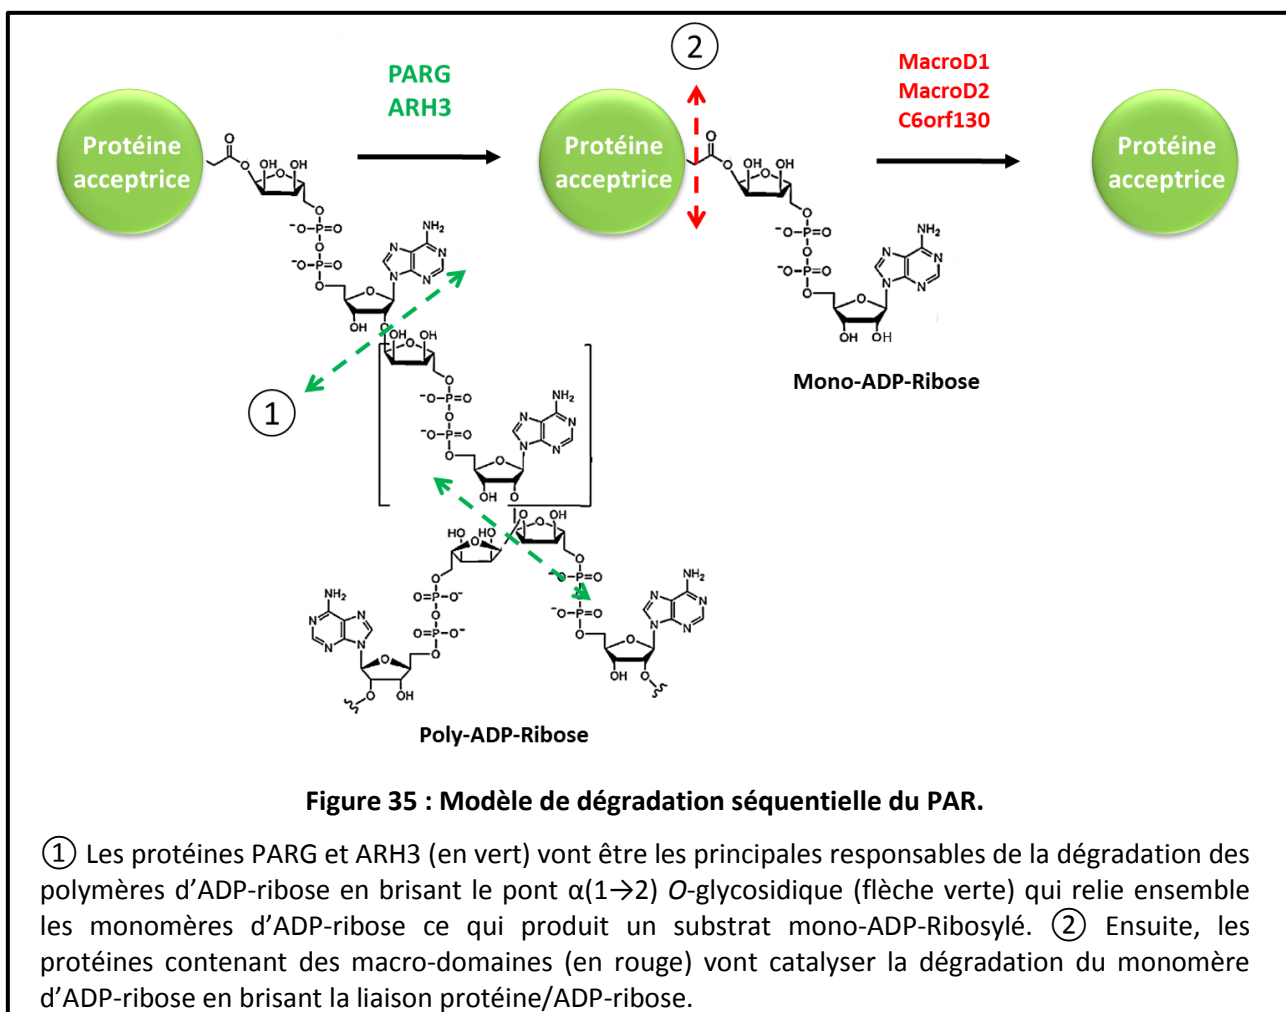 ②
PARG
ARH3
MacroD1
MacroD2
C6orf130
Protéine
acceptrice
Protéine
acceptrice
Protéine
acceptrice
①
Mono-ADP-Ribose
Poly-ADP-Ribose
Figure 35 : Modèle de dégradation séquentielle du PAR.
① Les protéines PARG et ARH3 (en vert) vont être les principales responsables de la dégradation des
polymères d’ADP-ribose en brisant le pont α(1→2) O-glycosidique (flèche verte) qui relie ensemble
les monomères d’ADP-ribose ce qui produit un substrat mono-ADP-Ribosylé. ② Ensuite, les
protéines contenant des macro-domaines (en rouge) vont catalyser la dégradation du monomère
d’ADP-ribose en brisant la liaison protéine/ADP-ribose.